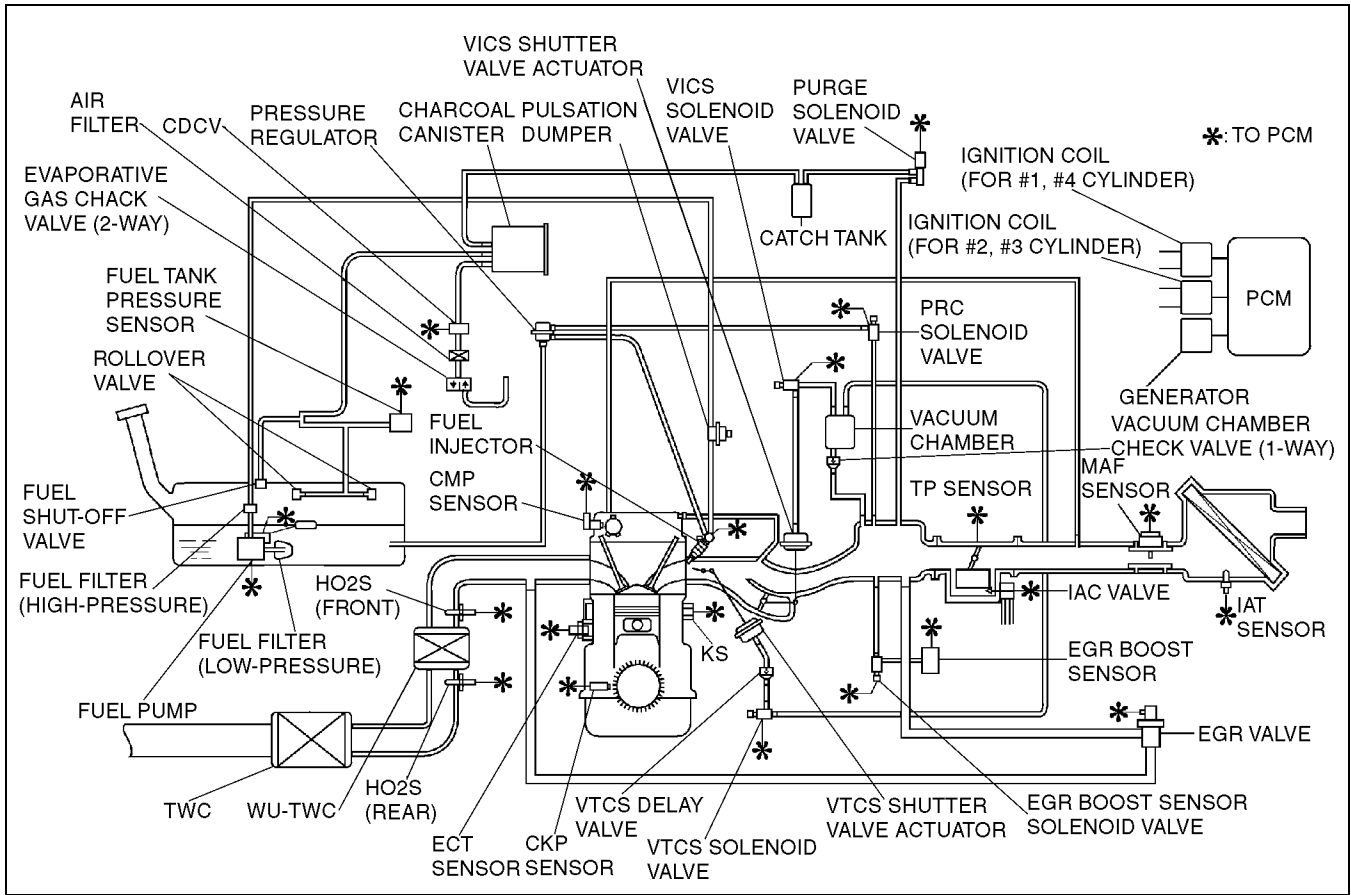 VICS SHUTTER
VALVE ACTUATOR
AIR
FILTER
CDCV
PRESSURE
REGULATOR
CHARCOAL
CANISTER
PULSATION
DUMPER
VICS
SOLENOID
VALVE
PURGE
SOLENOID
VALVE
*: TO PCM
IGNITION COIL
(FOR #1, #4 CYLINDER)
EVAPORATIVE
GAS CHACK
VALVE (2-WAY)
CATCH TANK
IGNITION COIL
(FOR #2, #3 CYLINDER)
FUEL TANK
PRESSURE
SENSOR
PRC
SOLENOID
VALVE
PCM
ROLLOVER
VALVE
GENERATOR
FUEL
INJECTOR
VACUUM
CHAMBER
VACUUM CHAMBER
CHECK VALVE (1-WAY)
CMP
SENSOR
TP SENSOR
MAF
SENSOR
FUEL
SHUT-OFF
VALVE
FUEL FILTER
(HIGH-PRESSURE)
HO2S
(FRONT)
IAC VALVE
IAT
SENSOR
FUEL FILTER
(LOW-PRESSURE)
KS
EGR BOOST
SENSOR
FUEL PUMP
EGR VALVE
TWC
WU-TWC
HO2S
(REAR)
VTCS DELAY
VALVE
VTCS SHUTTER
VALVE ACTUATOR
EGR BOOST SENSOR
SOLENOID VALVE
ECT
SENSOR
CKP
SENSOR
VTCS SOLENOID
VALVE